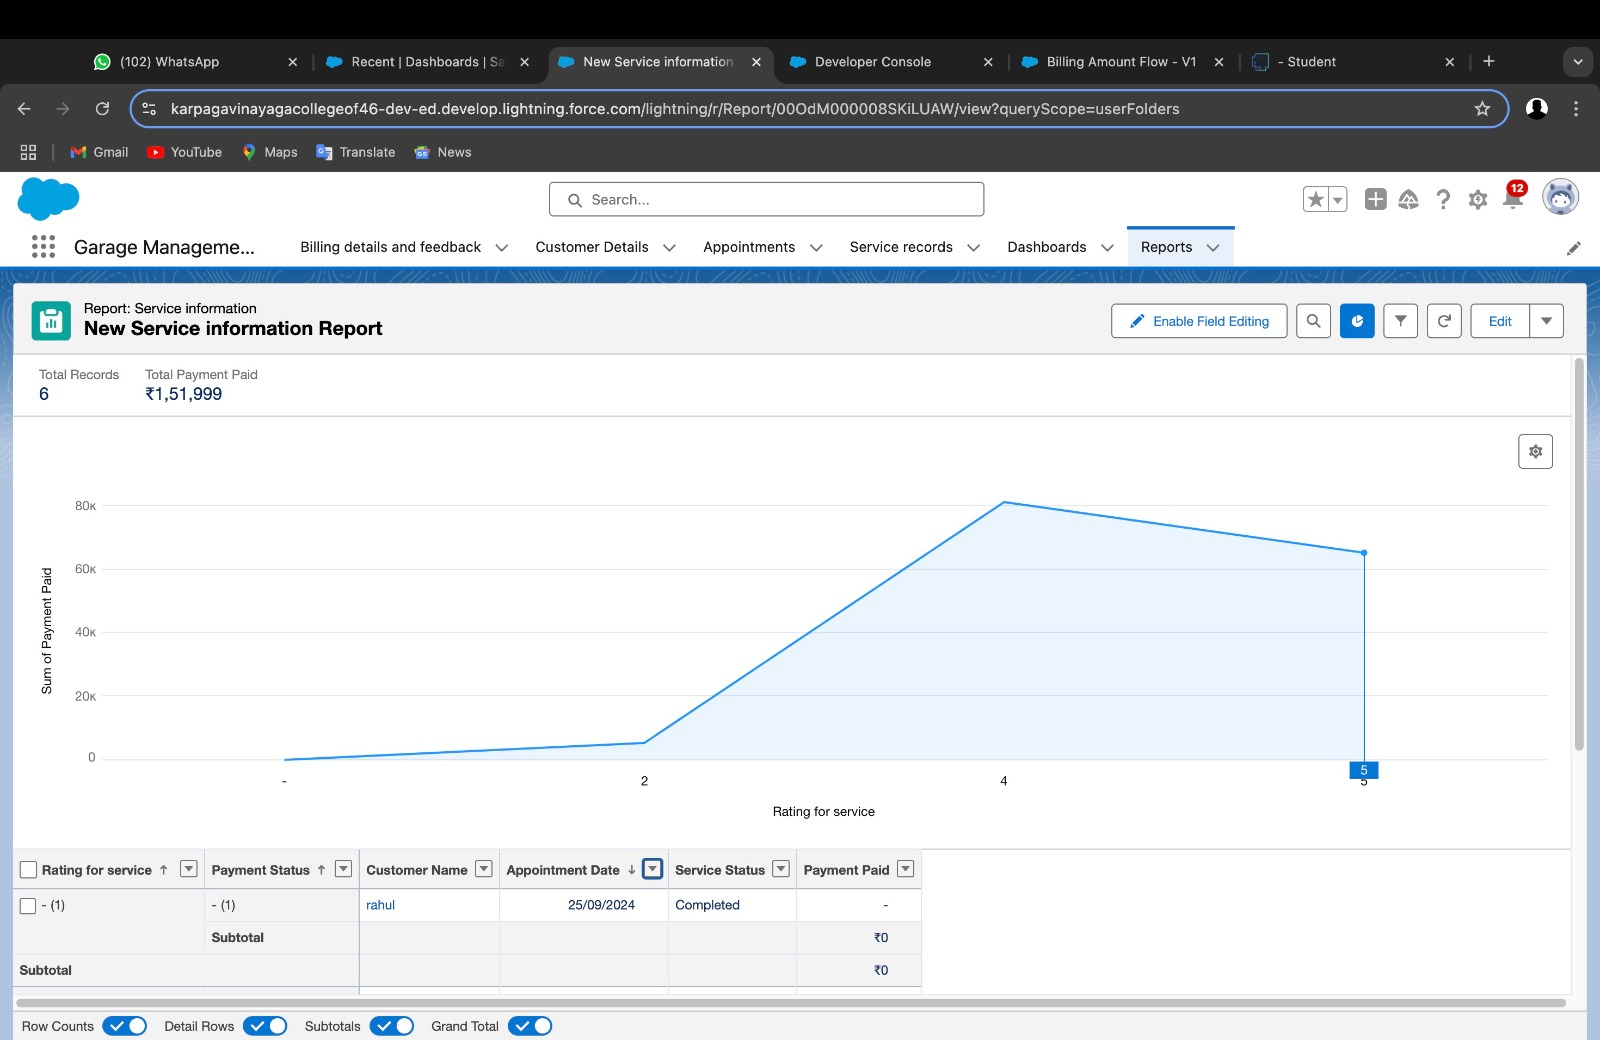 (102) WhatsApp
Recent | Dashboards | Sa
New Service information
Developer Console
Billing Amount Flow - V1
- Student
karpagavinayagacollegeof46-dev-ed.develop.lightning.force.com/lightning/r/Report/00OdM000008SKiLUAW/view?queryScope=userFolders
Gmail
YouTube
Maps
Translate
News
Search...
12
Garage Manageme...
Billing details and feedback
Customer Details
Appointments
Service records
Dashboards
Reports
Report: Service information
New Service information Report
Enable Field Editing
Edit
Total Records
6
Total Payment Paid
₹1,51,999
Sum of Payment Paid
80K
60K
40K
20K
0
-
2
4
5
5
Rating for service
Rating for service ↑
Payment Status ↑
Customer Name
Appointment Date ↓
Service Status
Payment Paid
- (1)
- (1)
rahul
25/09/2024
Completed
-
Subtotal
₹0
Subtotal
₹0
Row Counts
Detail Rows
Subtotals
Grand Total